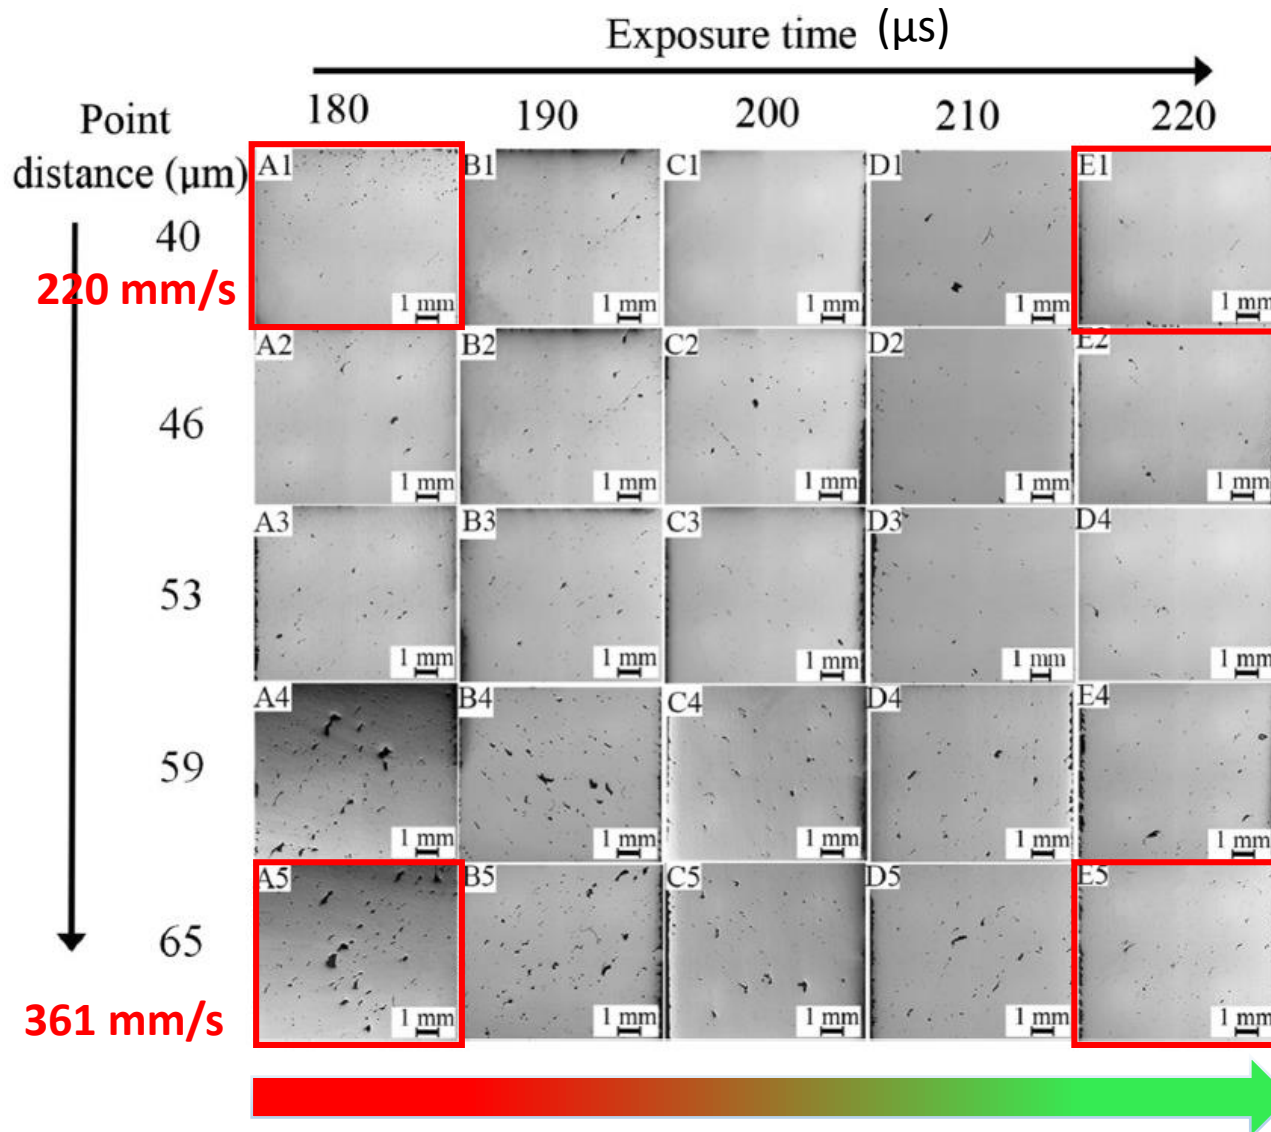 Exposure time (μs)
Point distance (μm)
180 190 200 210 220
40
220 mm/s
A1 B1 C1 D1 E1
1 mm 1 mm 1 mm 1 mm 1 mm
46
A2 B2 C2 D2 E2
1 mm 1 mm 1 mm 1 mm 1 mm
53
A3 B3 C3 D3 D4
1 mm 1 mm 1 mm 1 mm 1 mm
59
A4 B4 C4 D4 E4
1 mm 1 mm 1 mm 1 mm 1 mm
65
361 mm/s
A5 B5 C5 D5 E5
1 mm 1 mm 1 mm 1 mm 1 mm